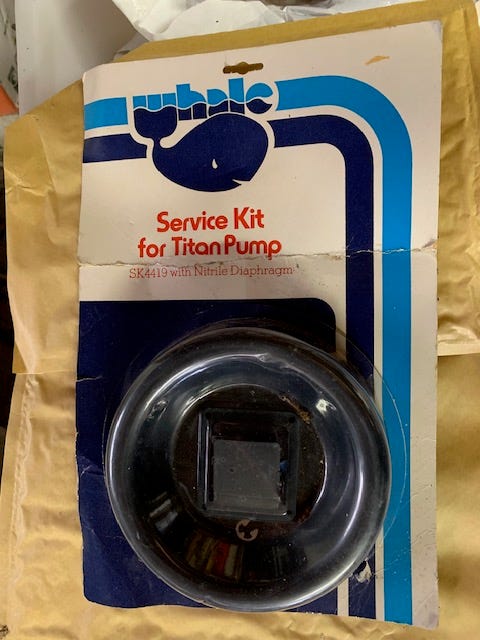 whale
Service Kit
for Titan Pump
SK4419 with Nitrile Diaphragm